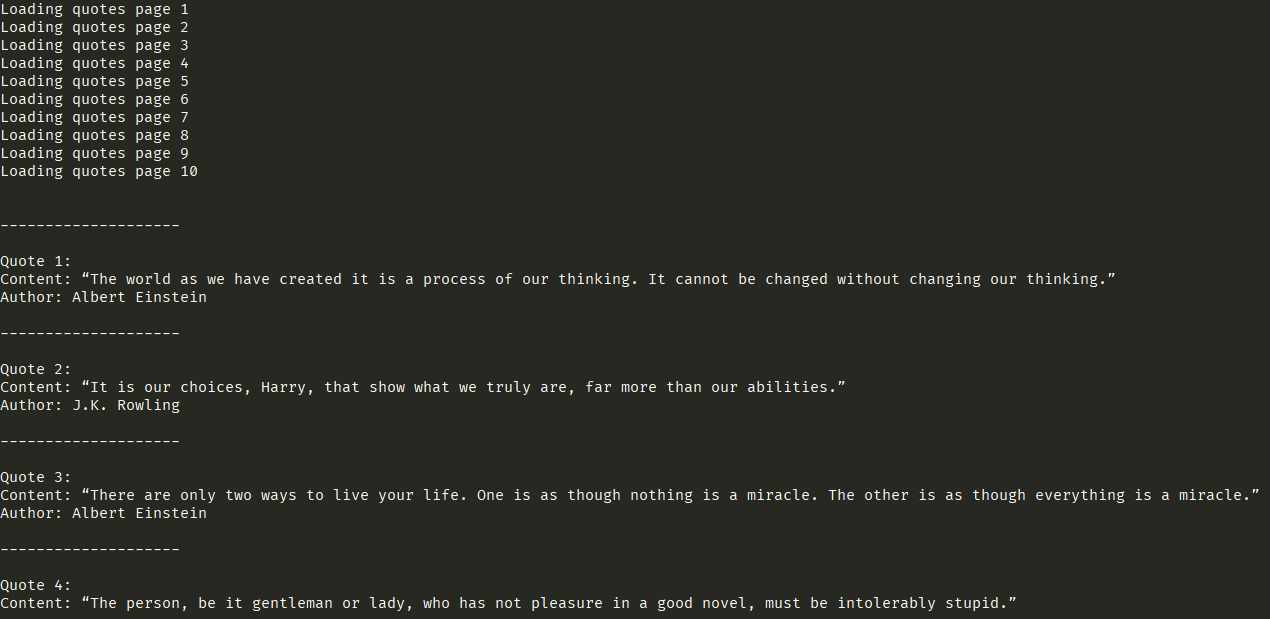 Loading quotes page 1
Loading quotes page 2
Loading quotes page 3
Loading quotes page 4
Loading quotes page 5
Loading quotes page 6
Loading quotes page 7
Loading quotes page 8
Loading quotes page 9
Loading quotes page 10
--------------------
Quote 1:
Content: “The world as we have created it is a process of our thinking. It cannot be changed without changing our thinking.”
Author: Albert Einstein
--------------------
Quote 2:
Content: “It is our choices, Harry, that show what we truly are, far more than our abilities.”
Author: J.K. Rowling
--------------------
Quote 3:
Content: “There are only two ways to live your life. One is as though nothing is a miracle. The other is as though everything is a miracle.”
Author: Albert Einstein
--------------------
Quote 4:
Content: “The person, be it gentleman or lady, who has not pleasure in a good novel, must be intolerably stupid.”